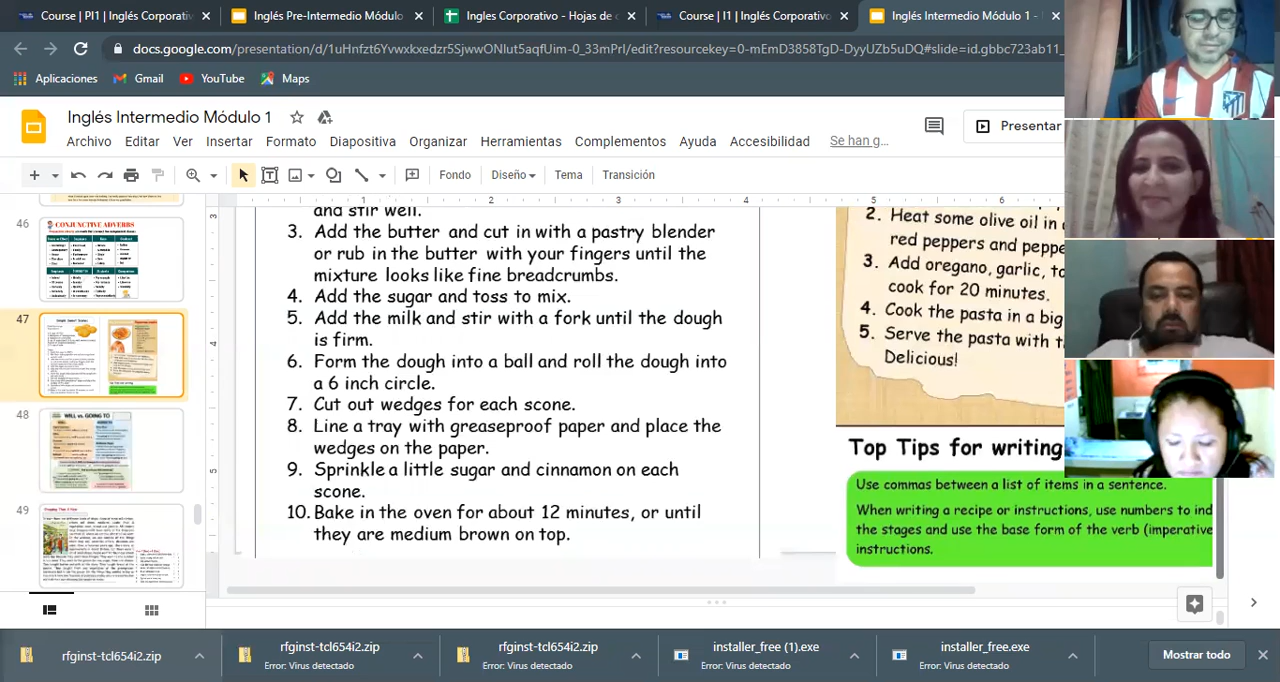 Course | PI1 | Inglés Corporativ
Inglés Pre-Intermedio Módulo
Ingles Corporativo - Hojas de c
Course | I1 | Inglés Corporativo
Inglés Intermedio Módulo 1 -
docs.google.com/presentation/d/1uHnfzt6Yvwxkxedzr5SjwwONlut5aqfUim-0_33mPrI/edit?resourcekey=0-mEmD3858TgD-DyyUZb5uDQ#slide=id.gbbc723ab11_
Aplicaciones
Gmail
YouTube
Maps
Inglés Intermedio Módulo 1
Archivo Editar Ver Insertar Formato Diapositiva Organizar Herramientas Complementos Ayuda Accesibilidad Se han g...
Presentar
Fondo Diseño Tema Transición
46
CONJUNCTIVE ADVERBS
47
48
WILL vs. GOING TO
49
3 1 2 3 4 5 6
4
5
and stir well.
3. Add the butter and cut in with a pastry blender
or rub in the butter with your fingers until the
mixture looks like fine breadcrumbs.
4. Add the sugar and toss to mix.
5. Add the milk and stir with a fork until the dough
is firm.
6. Form the dough into a ball and roll the dough into
a 6 inch circle.
7. Cut out wedges for each scone.
8. Line a tray with greaseproof paper and place the
wedges on the paper.
9. Sprinkle a little sugar and cinnamon on each
scone.
10. Bake in the oven for about 12 minutes, or until
they are medium brown on top.
2. Heat some olive oil in a
red peppers and peppe
3. Add oregano, garlic, to
cook for 20 minutes.
4. Cook the pasta in a big
5. Serve the pasta with t
Delicious!
Top Tips for writing
Use commas between a list of items in a sentence.
When writing a recipe or instructions, use numbers to ind
the stages and use the base form of the verb (imperative
instructions.
rfginst-tcl654i2.zip
rfginst-tcl654i2.zip
Error: Virus detectado
rfginst-tcl654i2.zip
Error: Virus detectado
installer_free (1).exe
Error: Virus detectado
installer_free.exe
Error: Virus detectado
Mostrar todo